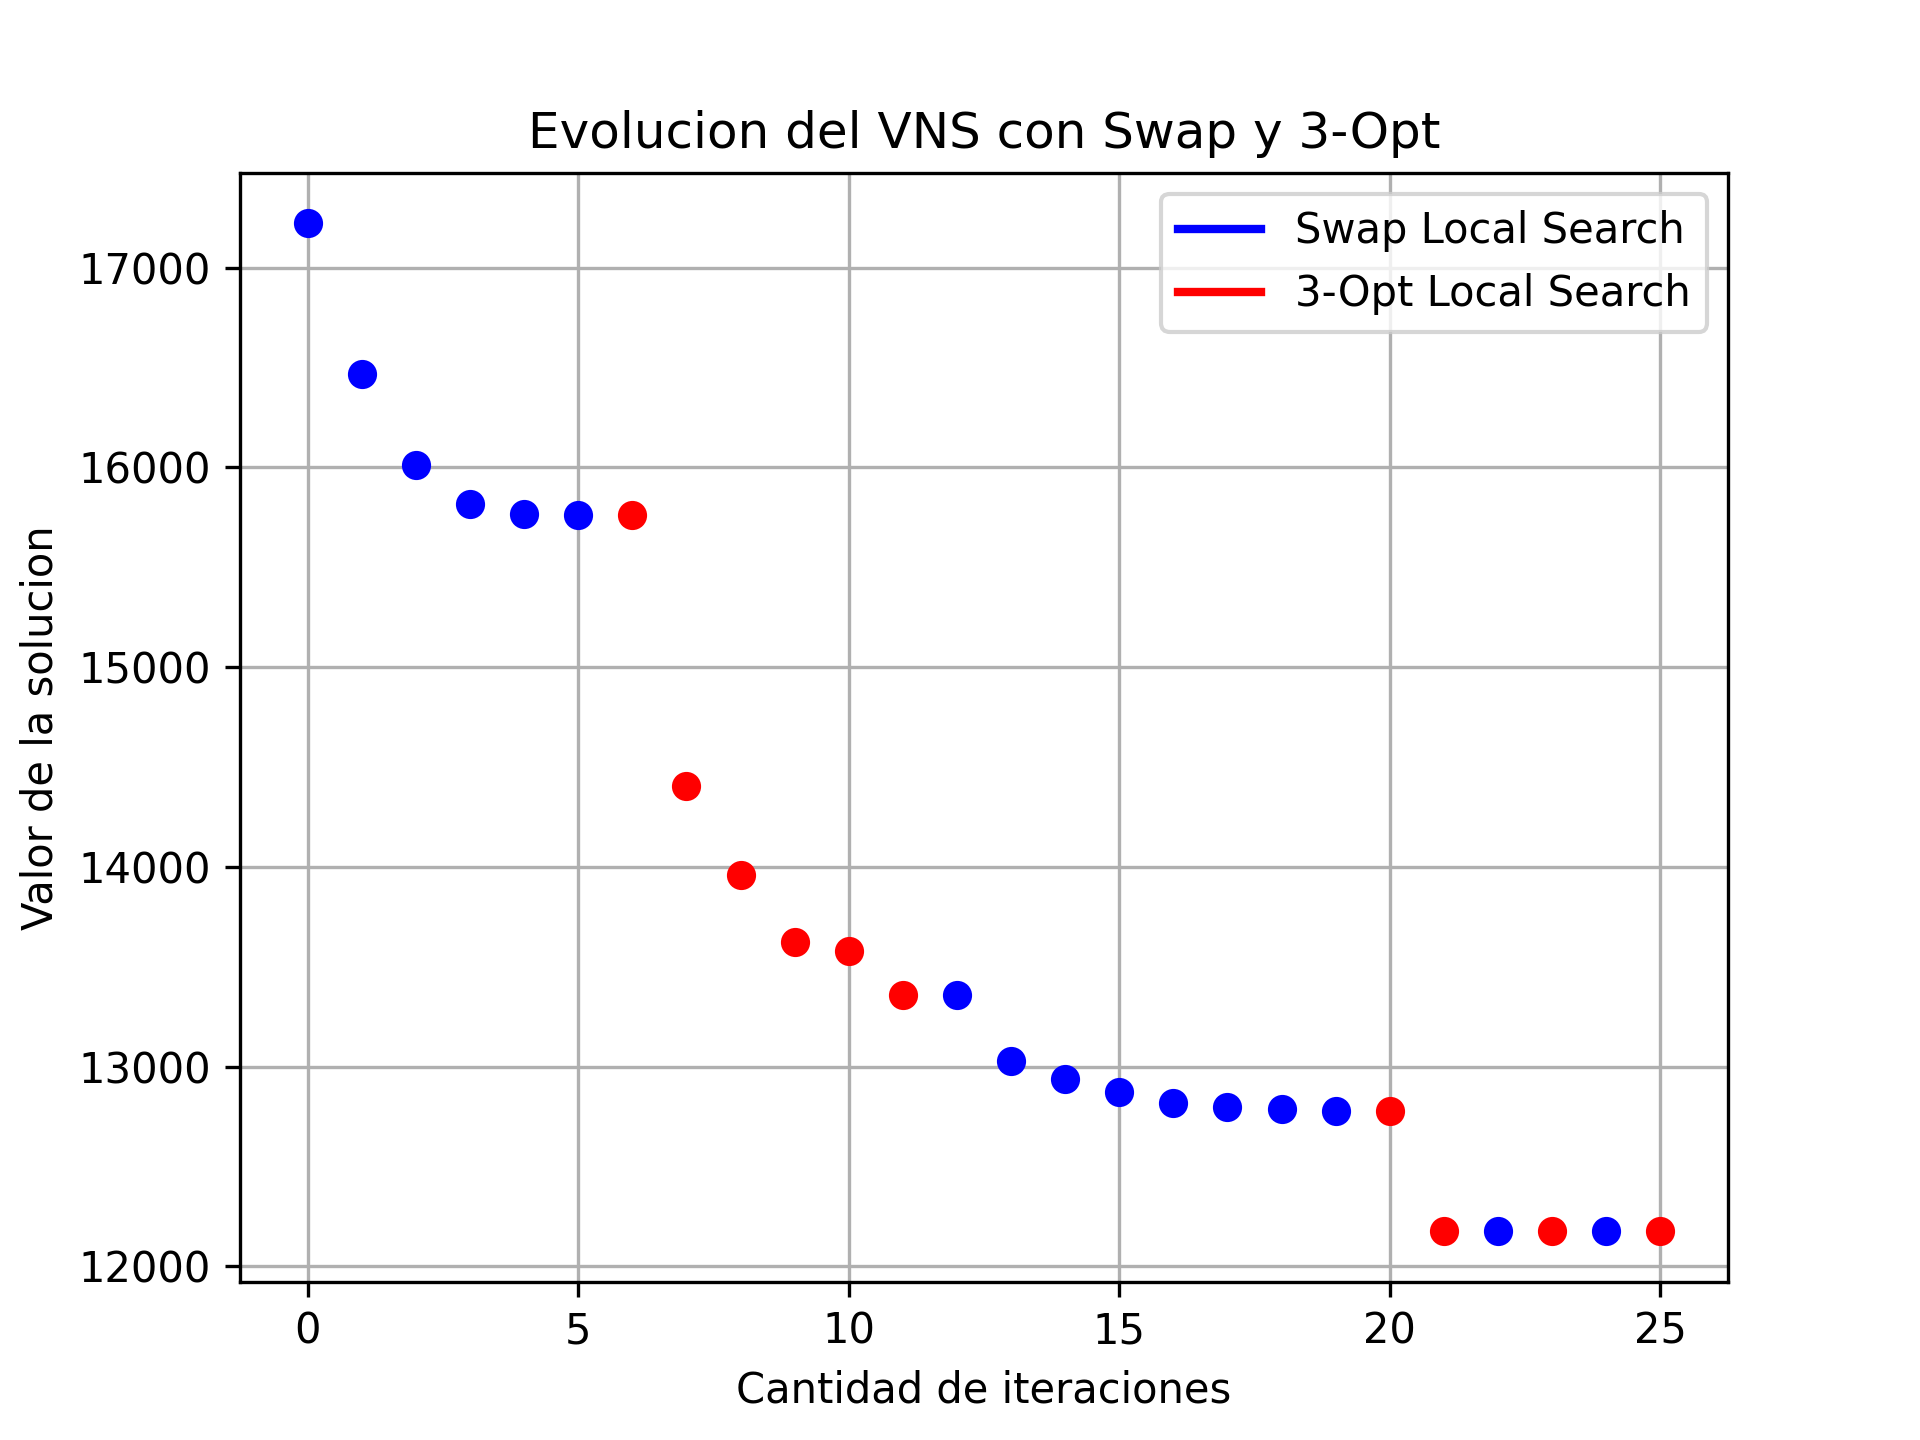 Evolucion del VNS con Swap y 3-Opt
Swap Local Search
3-Opt Local Search
Valor de la solucion
17000
16000
15000
14000
13000
12000
0 5 10 15 20 25
Cantidad de iteraciones